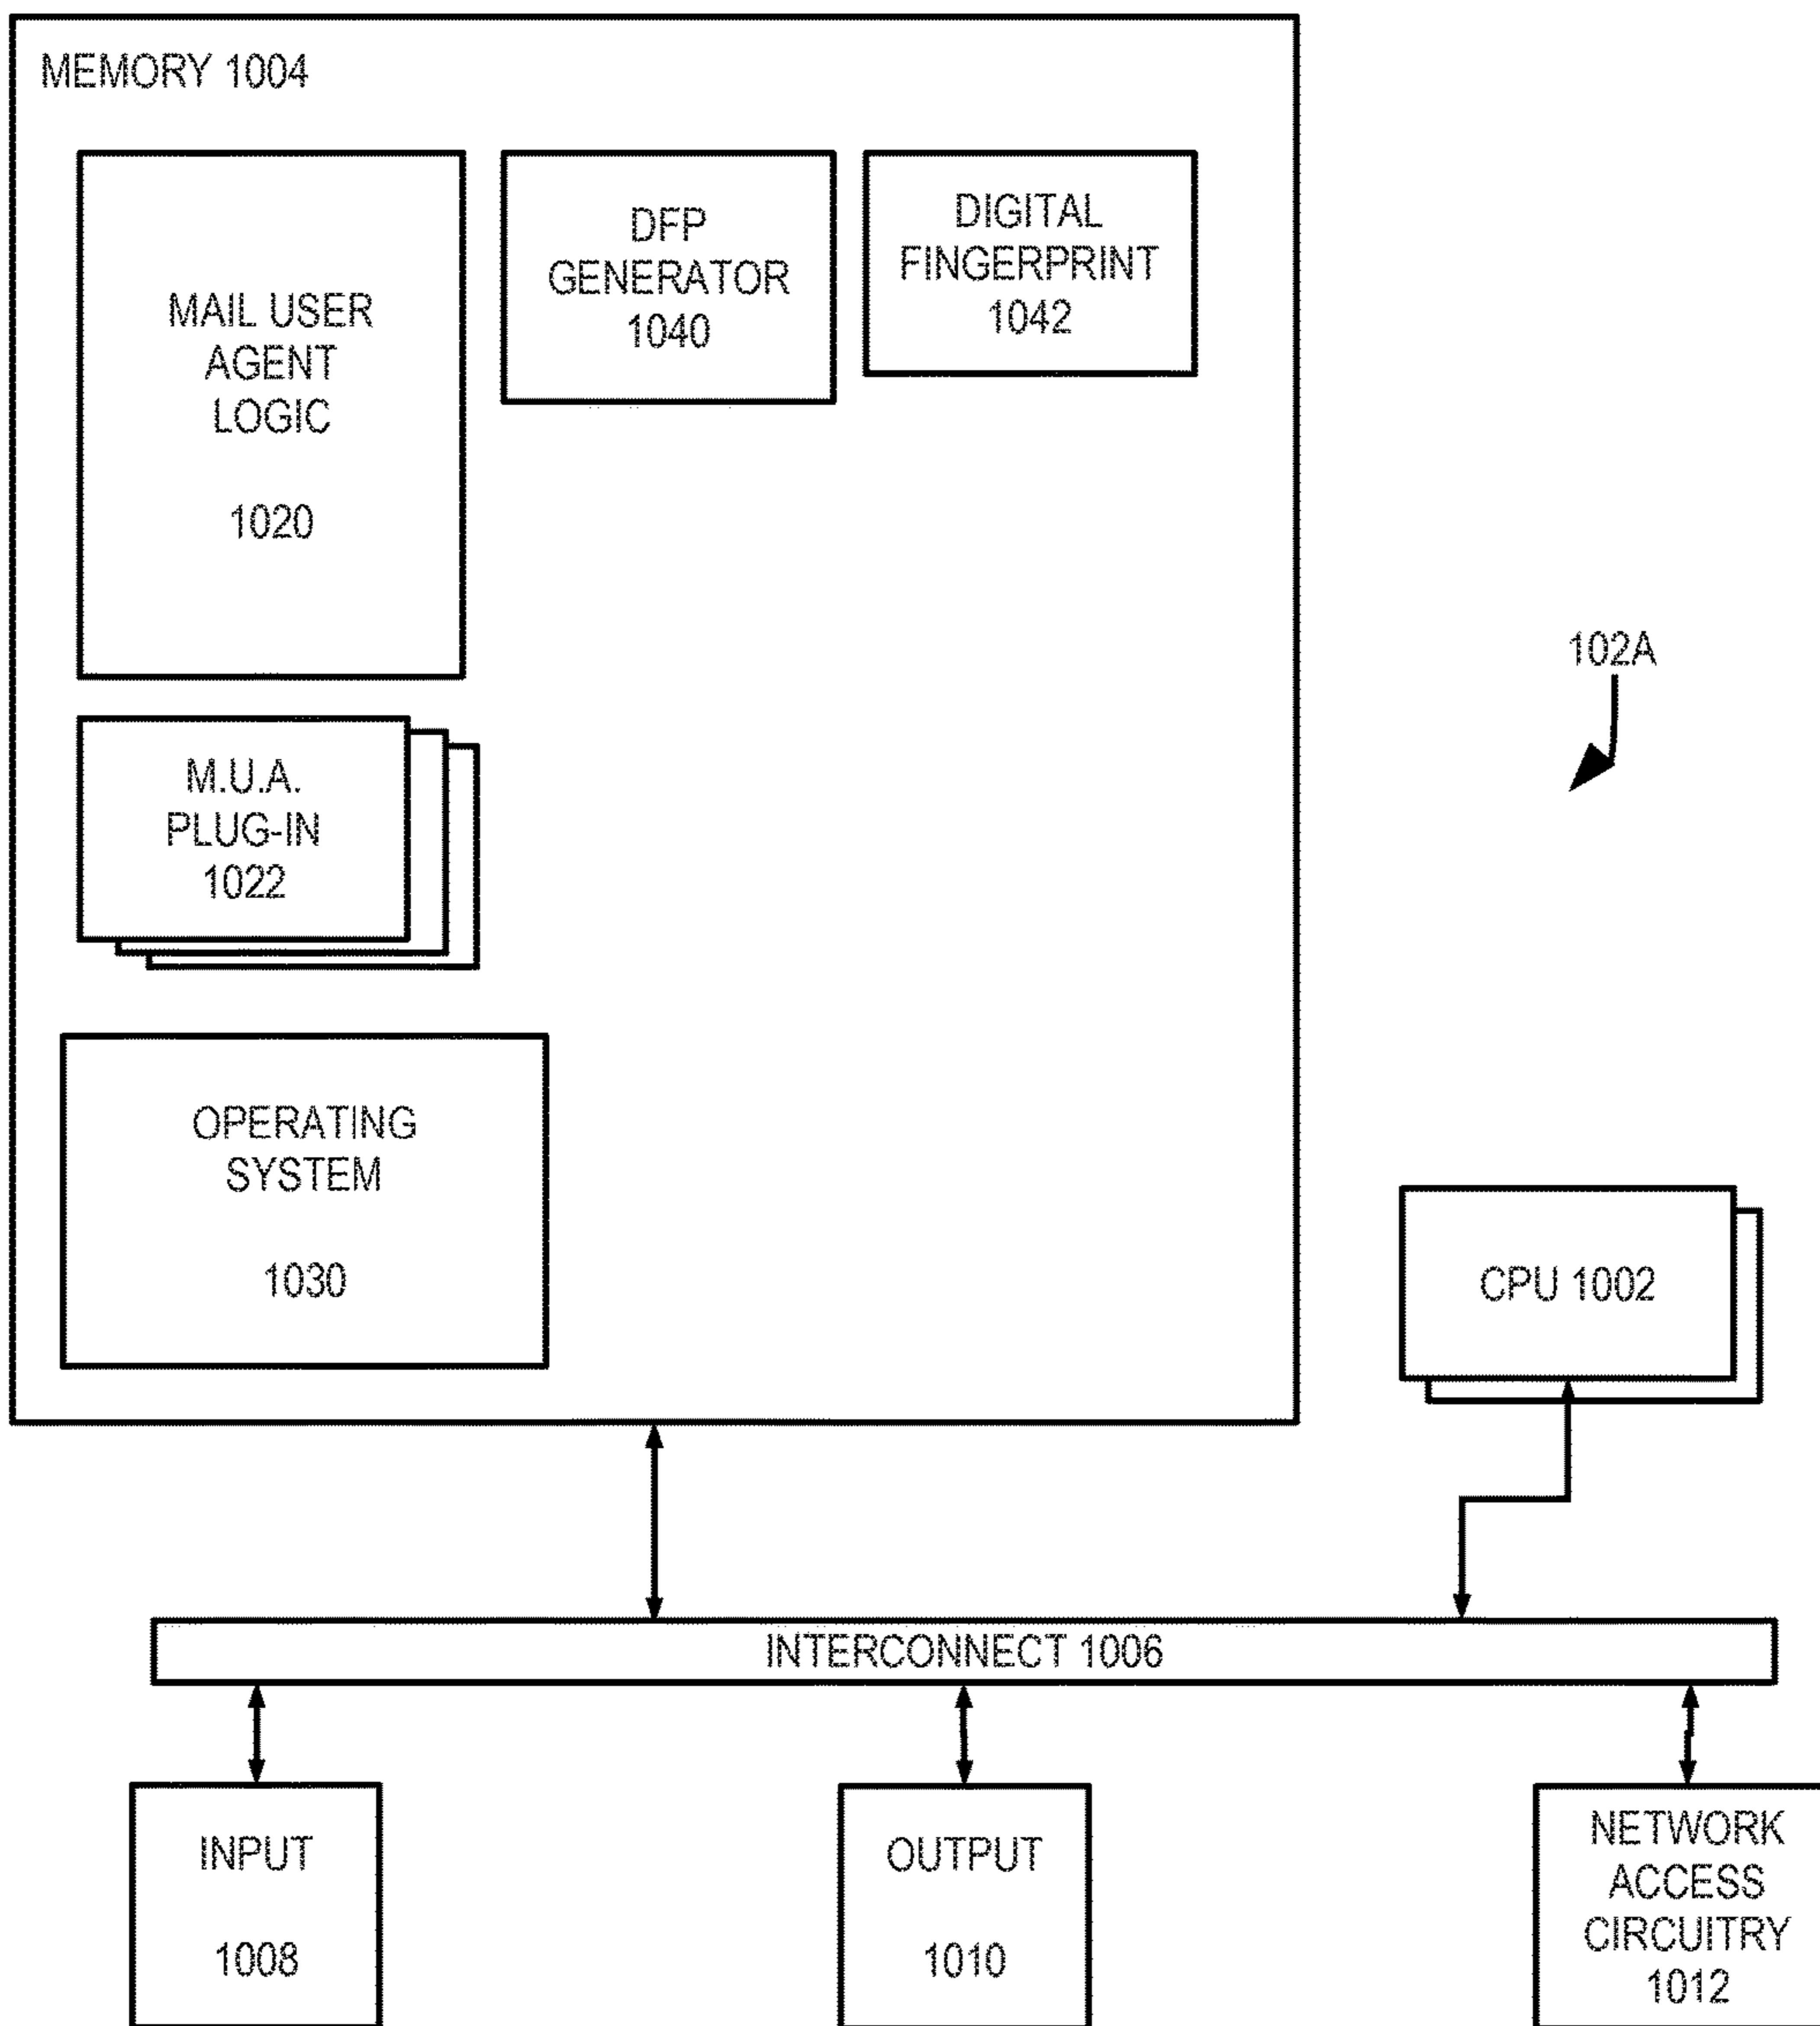 MEMORY 1004
MAIL USER
AGENT
LOGIC
1020
DFP
GENERATOR
1040
DIGITAL
FINGERPRINT
1042
102A
M.U.A.
PLUG-IN
1022
OPERATING
SYSTEM
1030
CPU 1002
INTERCONNECT 1006
INPUT
1008
OUTPUT
1010
NETWORK
ACCESS
CIRCUITRY
1012